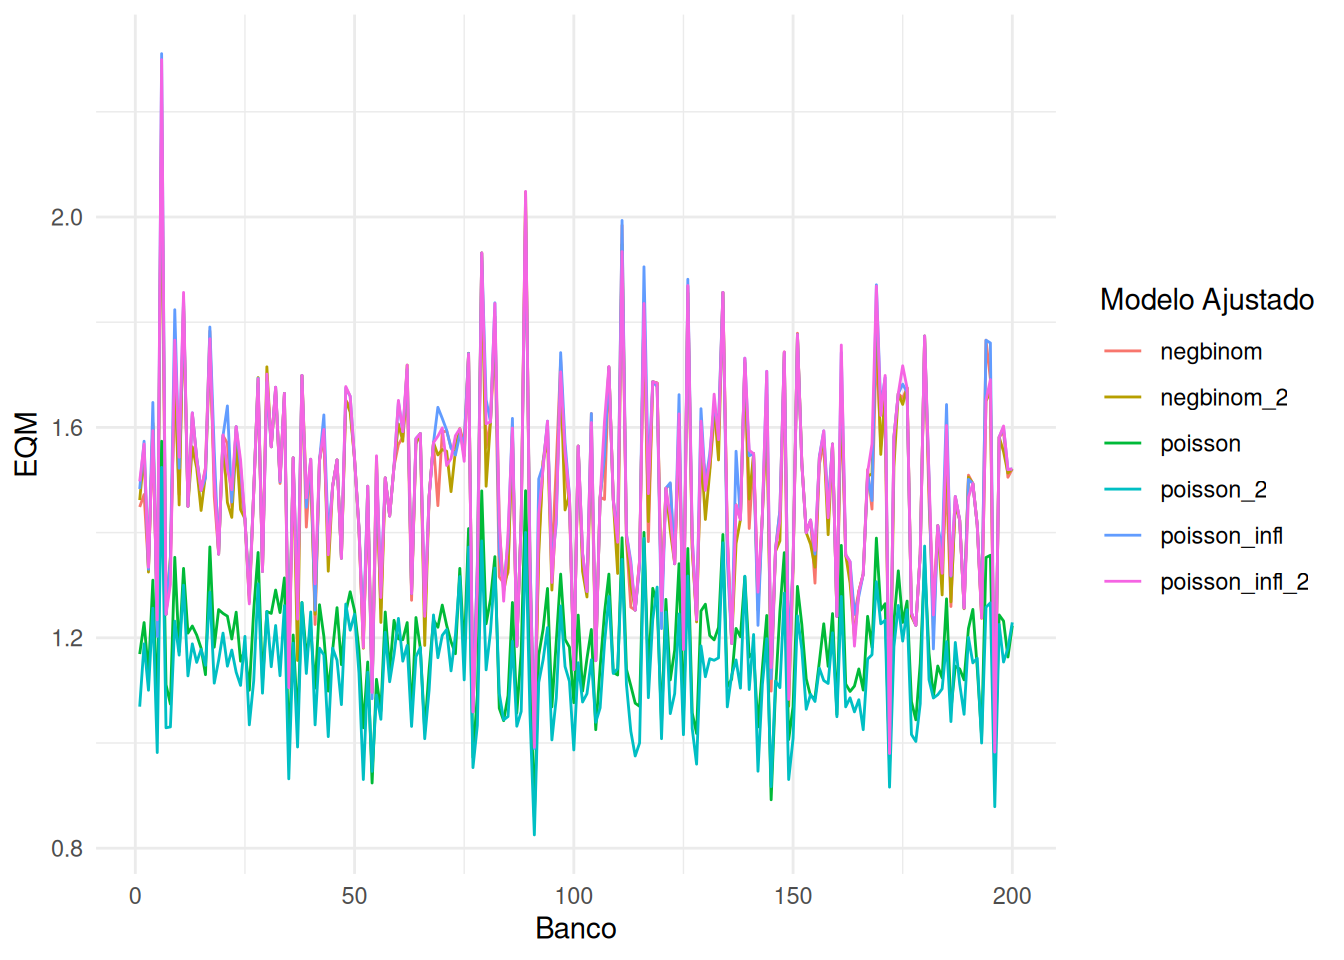 EQM
2.0
1.6
1.2
0.8
0
50
100
150
200
Banco
Modelo Ajustado
negbinom
negbinom_2
poisson
poisson_2
poisson_infl
poisson_infl_2